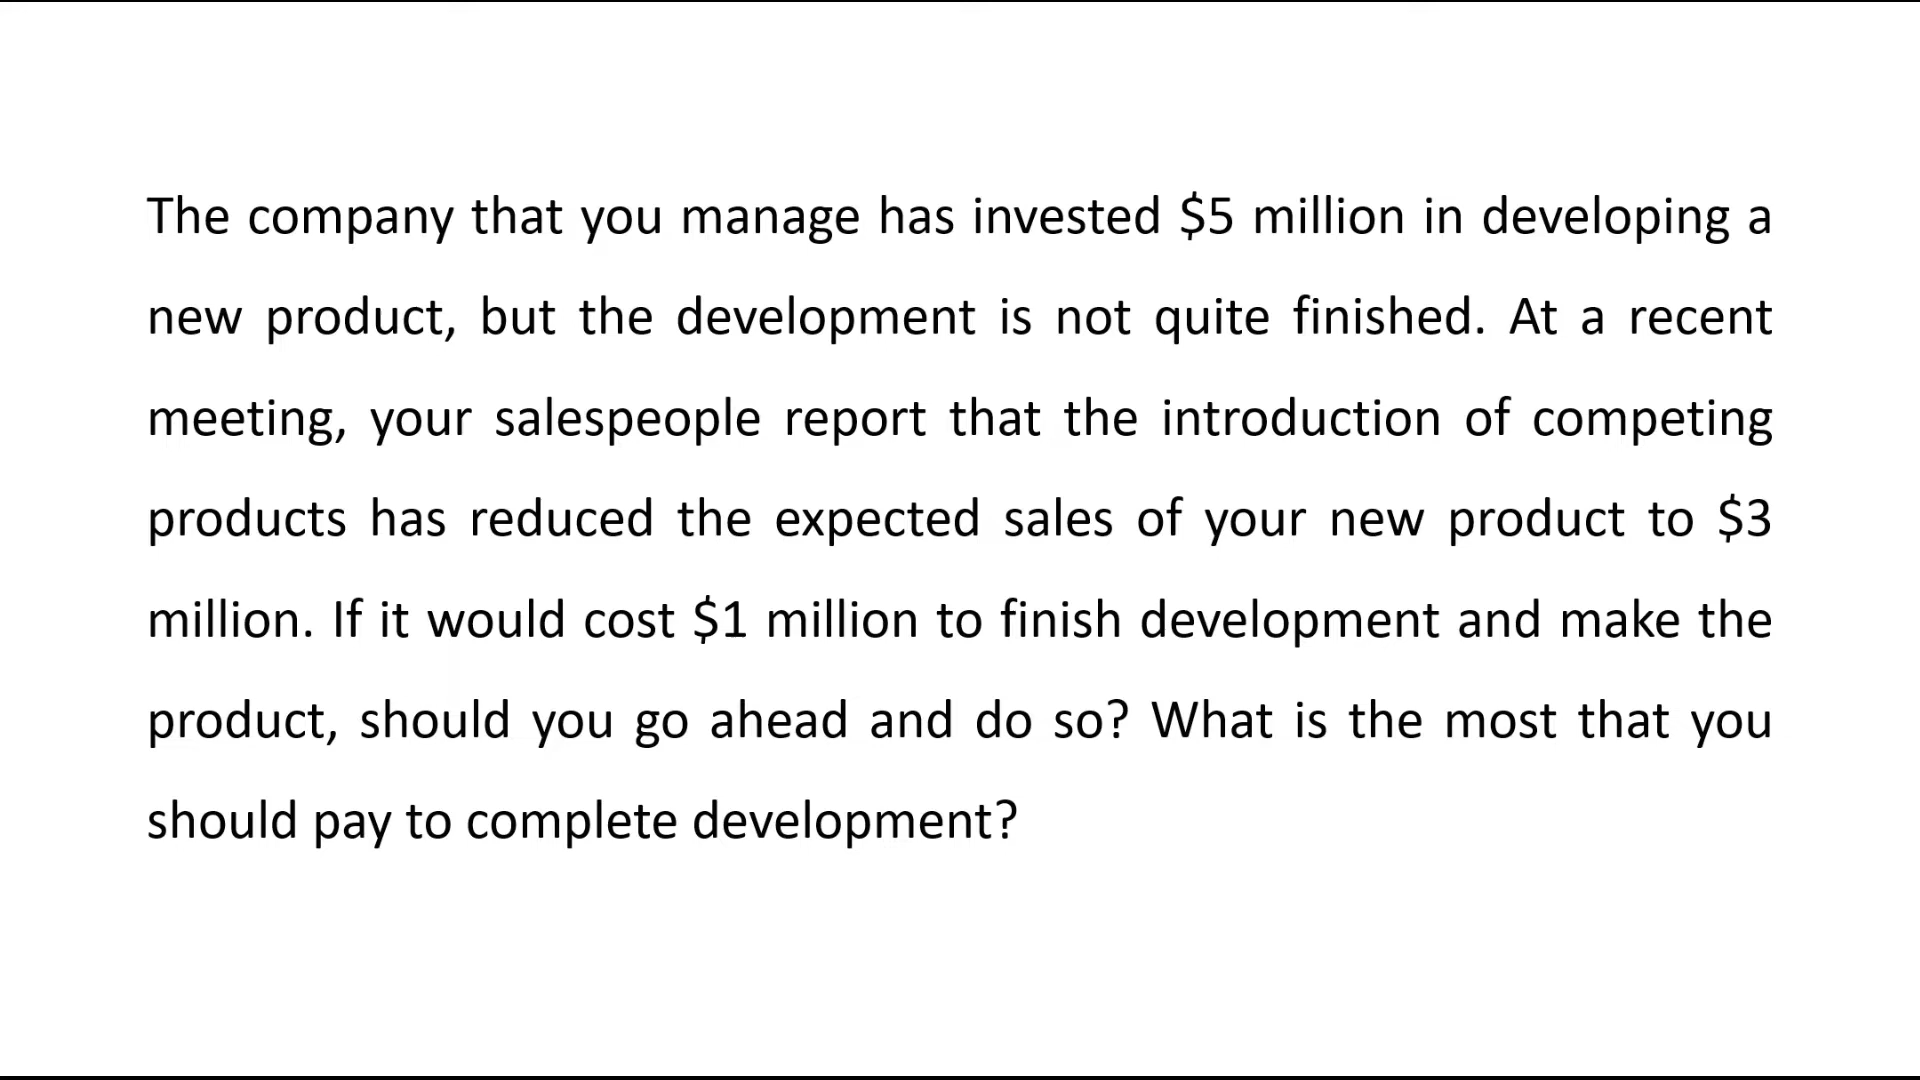 The company that you manage has invested $5 million in developing a
new product, but the development is not quite finished. At a recent
meeting, your salespeople report that the introduction of competing
products has reduced the expected sales of your new product to $3
million. If it would cost $1 million to finish development and make the
product, should you go ahead and do so? What is the most that you
should pay to complete development?